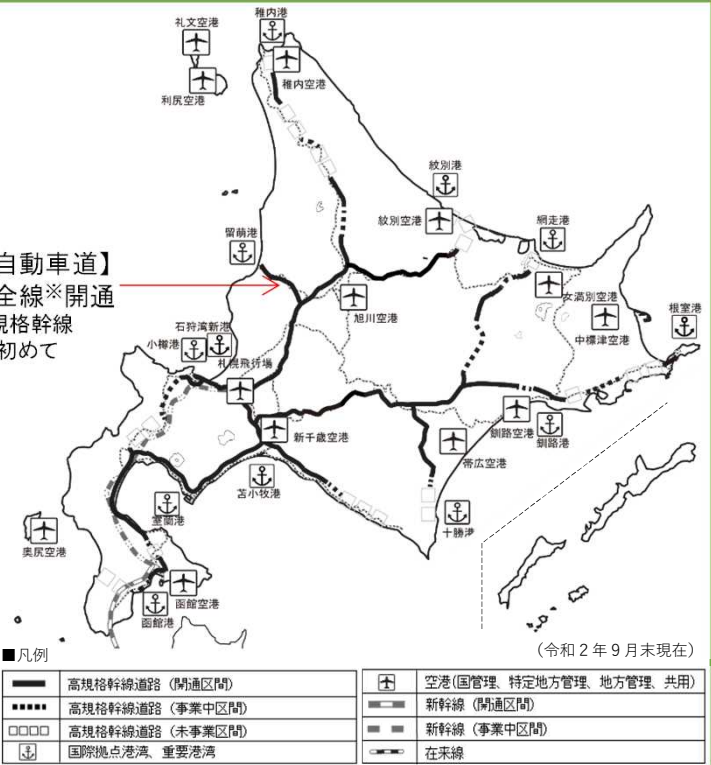 稚内港
礼文空港
稚内空港
利尻空港
紋別港
紋別空港
網走港
留萌港
自動車道】
全線※開通
規格幹線
初めて
女満別空港
旭川空港
根室港
中標津空港
石狩湾新港
小樽港
札幌飛行場
新千歳空港
釧路空港
釧路港
帯広空港
苫小牧港
室蘭港
十勝港
奥尻空港
函館空港
函館港
■凡例
（令和２年９月末現在）
高規格幹線道路（開通区間）
高規格幹線道路（事業中区間）
高規格幹線道路（未事業区間）
国際拠点港湾、重要港湾
空港(国管理、特定地方管理、地方管理、共用)
新幹線（開通区間）
新幹線（事業中区間）
在来線